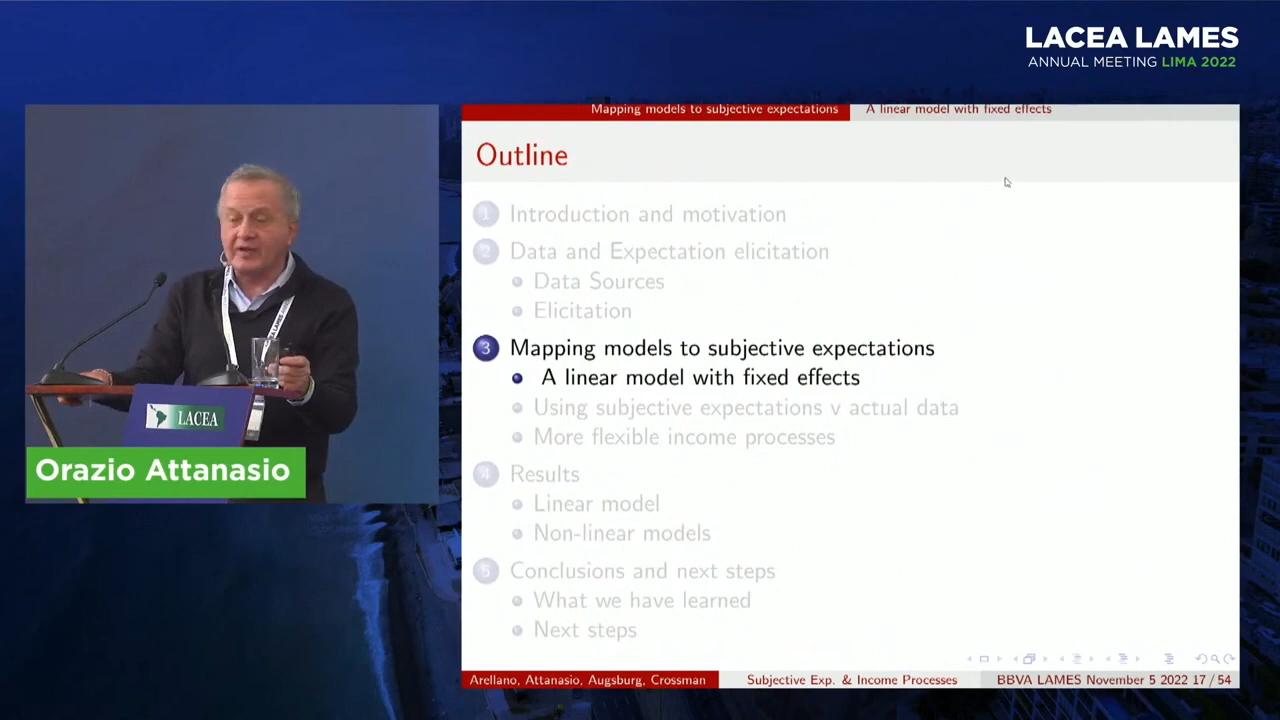 LACEA LAMES
ANNUAL MEETING LIMA 2022
Mapping models to subjective expectations
A linear model with fixed effects
Outline
1 Introduction and motivation
2 Data and Expectation elicitation
Data Sources
Elicitation
3 Mapping models to subjective expectations
A linear model with fixed effects
Using subjective expectations v actual data
More flexible income processes
4 Results
Linear model
Non-linear models
5 Conclusions and next steps
What we have learned
Next steps
LACEA
Orazio Attanasio
Arellano, Attanasio, Augsburg, Crossman
Subjective Exp. & Income Processes
BBVA LAMES November 5 2022 17 / 54